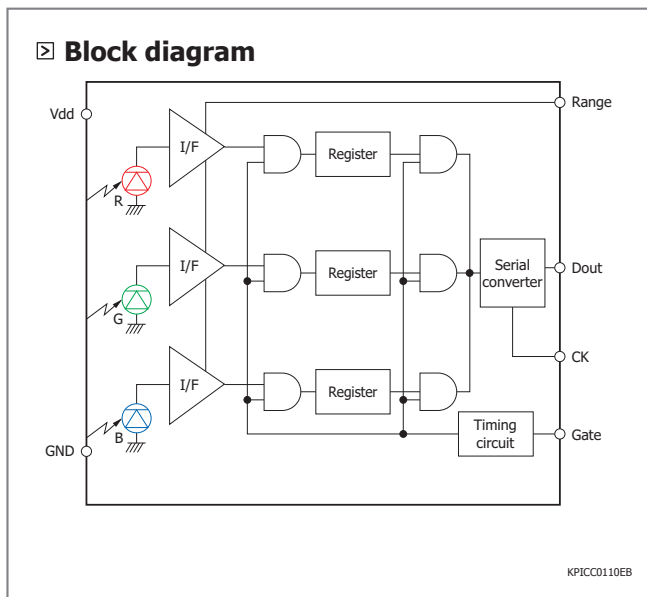 Block diagram
Vdd
Range
I/F
Register
R
I/F
Register
Serial
converter
Dout
G
CK
I/F
Register
B
Timing
circuit
Gate
GND
KPICC0110EB